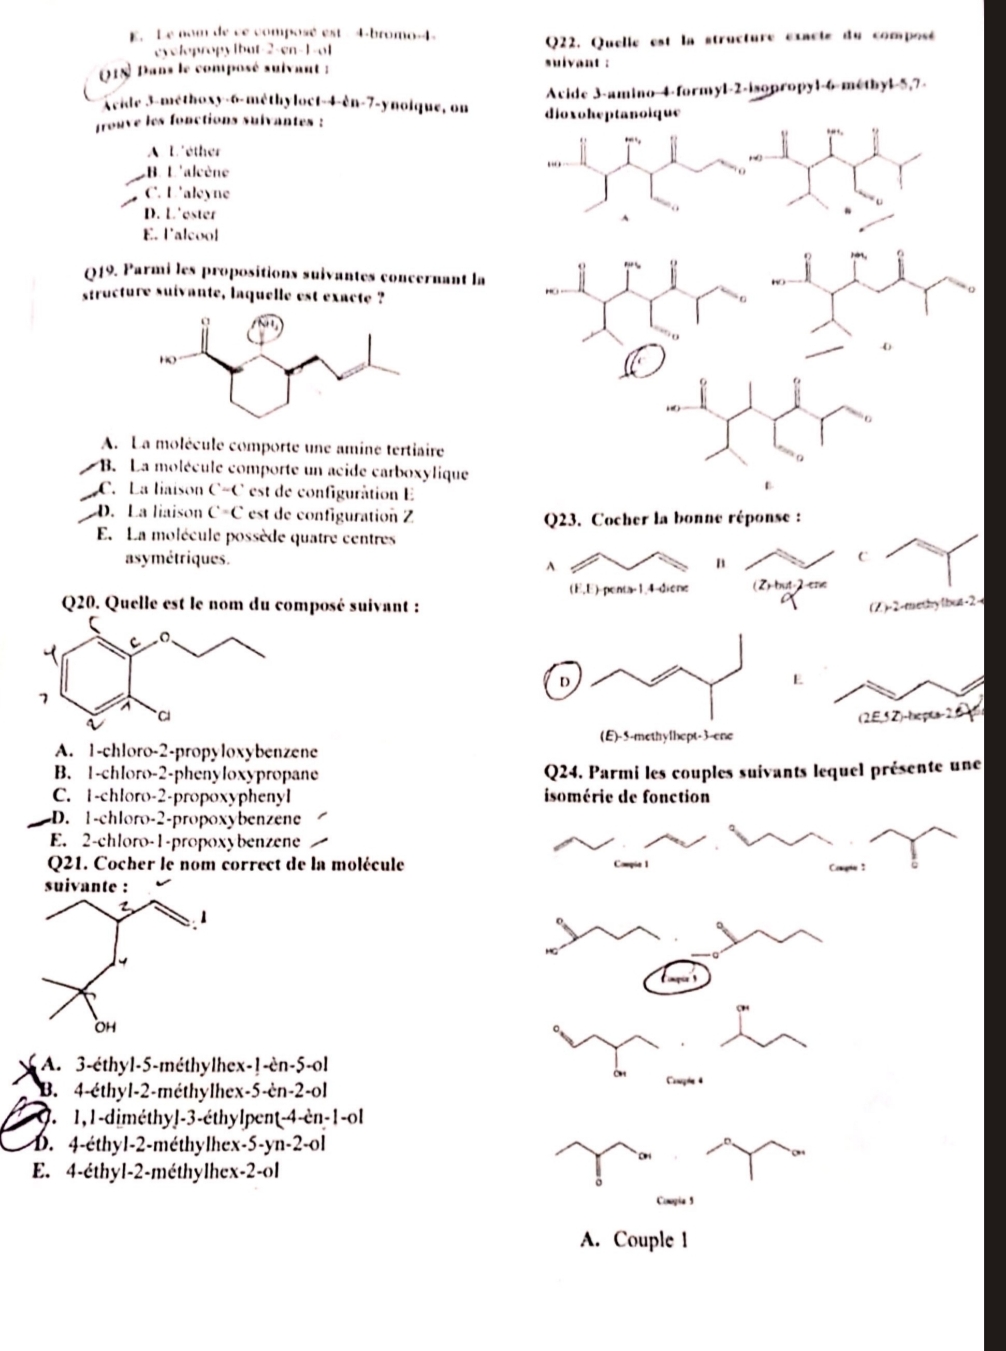 E. Le nom de ce composé est 4-bromo-4-
cyclopropylbut-2-en-1-ol
Q18 Dans le composé suivant :
Acide 3-méthoxy-6-méthyloct-4-èn-7-ynoique, on
trouve les fonctions suivantes :
A L'éther
B. L'alcène
C. L'alcyne
D. L'ester
E. l'alcool
Q19. Parmi les propositions suivantes concernant la
structure suivante, laquelle est exacte ?
O
NH₂
HO
A. La molécule comporte une amine tertiaire
B. La molécule comporte un acide carboxylique
C. La liaison C=C est de configuration E
D. La liaison C=C est de configuration Z
E. La molécule possède quatre centres
asymétriques.
Q20. Quelle est le nom du composé suivant :
O
Cl
A. 1-chloro-2-propyloxybenzene
B. 1-chloro-2-phenyloxypropane
C. 1-chloro-2-propoxyphenyl
D. 1-chloro-2-propoxybenzene
E. 2-chloro-1-propoxybenzene
Q21. Cocher le nom correct de la molécule
suivante :
3
1
4
OH
A. 3-éthyl-5-méthylhex-1-èn-5-ol
B. 4-éthyl-2-méthylhex-5-èn-2-ol
C. 1,1-diméthyl-3-éthylpent-4-èn-1-ol
D. 4-éthyl-2-méthylhex-5-yn-2-ol
E. 4-éthyl-2-méthylhex-2-ol
Q22. Quelle est la structure exacte du composé
suivant :
Acide 3-amino-4-formyl-2-isopropyl-6-méthyl-5,7-
dioxoheptanoique
A
B
C
D
E
Q23. Cocher la bonne réponse :
A B C
(E,E)-penta-1,4-diene (Z)-but-2-ene (Z)-2-methylbut-2-
D E
(E)-5-methylhept-3-ene (2E,5Z)-hepta-2,5
Q24. Parmi les couples suivants lequel présente une
isomérie de fonction
Couple 1 Couple 2
Couple 3
Couple 4
Couple 5
A. Couple 1